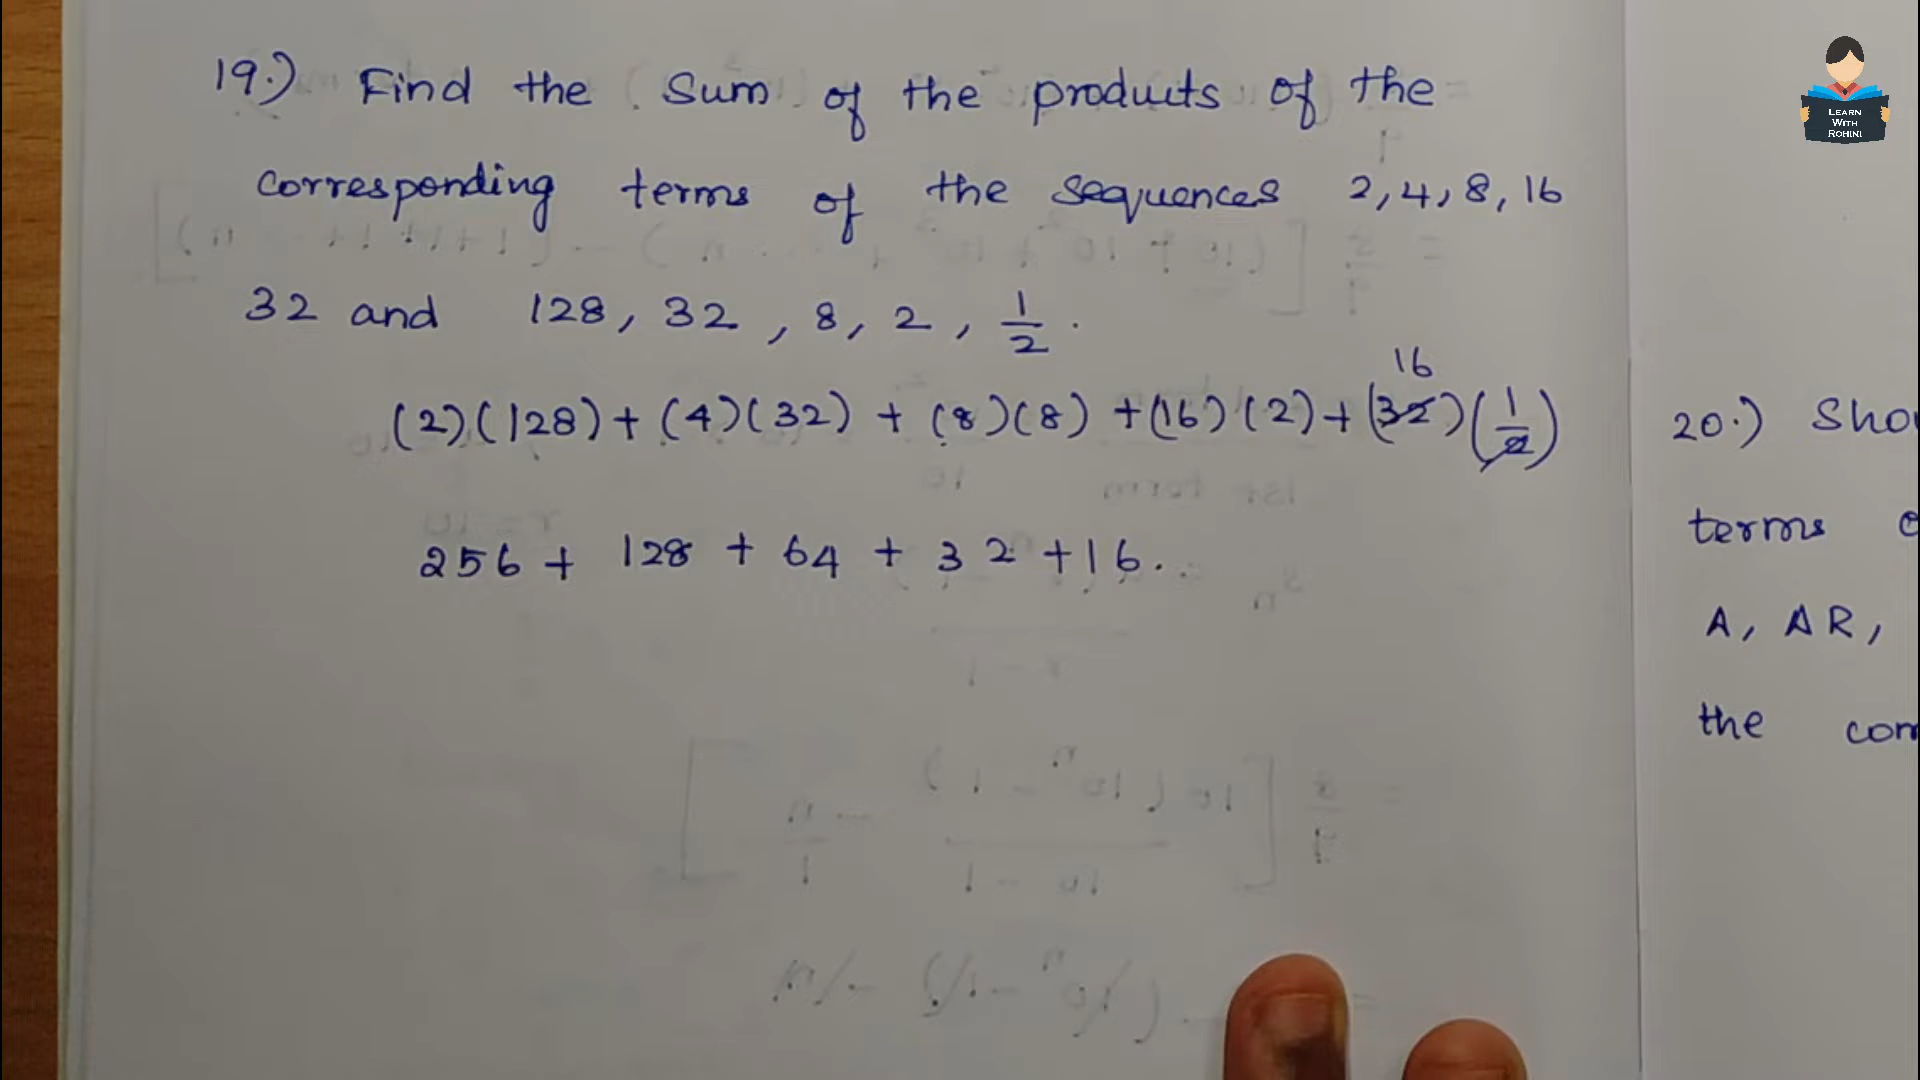 19.) Find the Sum of the products of the
corresponding terms of the sequences 2,4,8,16
32 and 128, 32, 8, 2, 1/2.
(2)(128)+(4)(32)+(8)(8)+(16)(2)+(32)(1/2)
16
256+128+64+32+16.
20.) Sho
terms
A, AR,
the com
LEARN
WITH
ROHINI